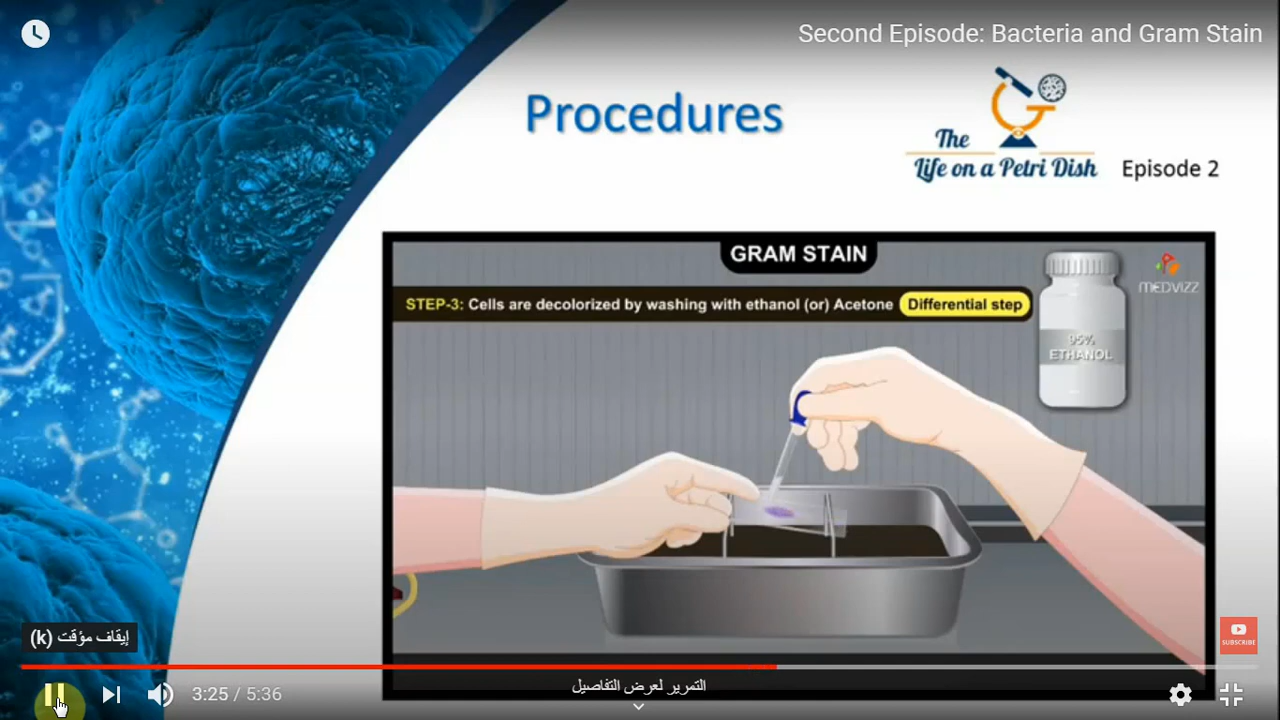 Second Episode: Bacteria and Gram Stain
Procedures
The
Life on a Petri Dish
Episode 2
GRAM STAIN
MEDVIZZ
STEP-3: Cells are decolorized by washing with ethanol (or) Acetone Differential step
95%
ETHANOL
إيقاف مؤقت (k)
SUBSCRIBE
3:25 / 5:36
التمرير لعرض التفاصيل